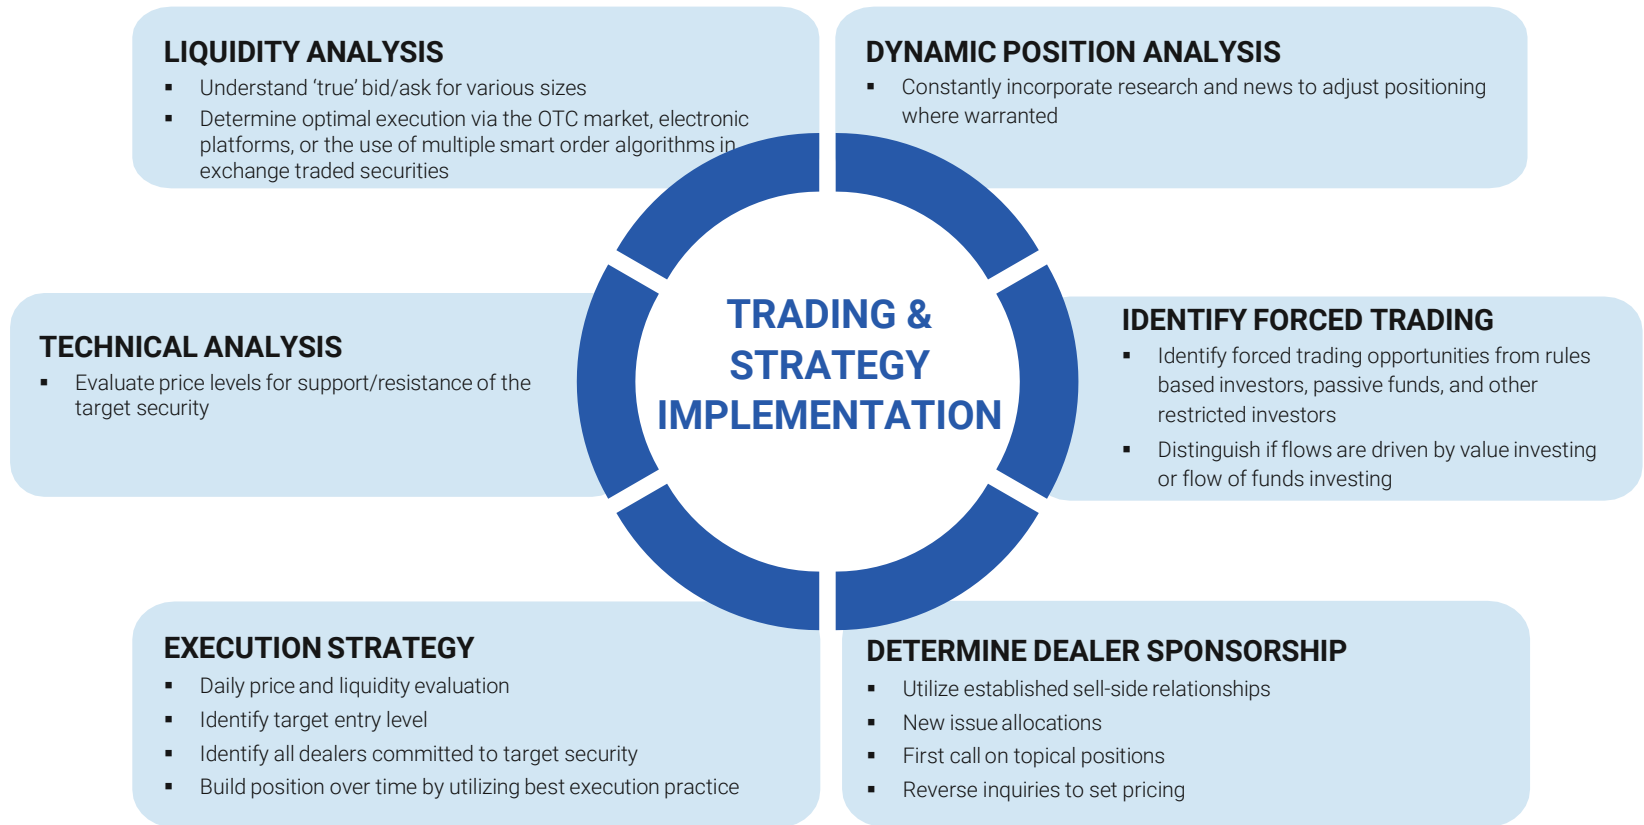 LIQUIDITY ANALYSIS
▪ Understand ‘true’ bid/ask for various sizes
▪ Determine optimal execution via the OTC market, electronic
platforms, or the use of multiple smart order algorithms in
exchange traded securities
DYNAMIC POSITION ANALYSIS
▪ Constantly incorporate research and news to adjust positioning
where warranted
TECHNICAL ANALYSIS
▪ Evaluate price levels for support/resistance of the
target security
TRADING &
STRATEGY
IMPLEMENTATION
IDENTIFY FORCED TRADING
▪ Identify forced trading opportunities from rules
based investors, passive funds, and other
restricted investors
▪ Distinguish if flows are driven by value investing
or flow of funds investing
EXECUTION STRATEGY
▪ Daily price and liquidity evaluation
▪ Identify target entry level
▪ Identify all dealers committed to target security
▪ Build position over time by utilizing best execution practice
DETERMINE DEALER SPONSORSHIP
▪ Utilize established sell-side relationships
▪ New issue allocations
▪ First call on topical positions
▪ Reverse inquiries to set pricing